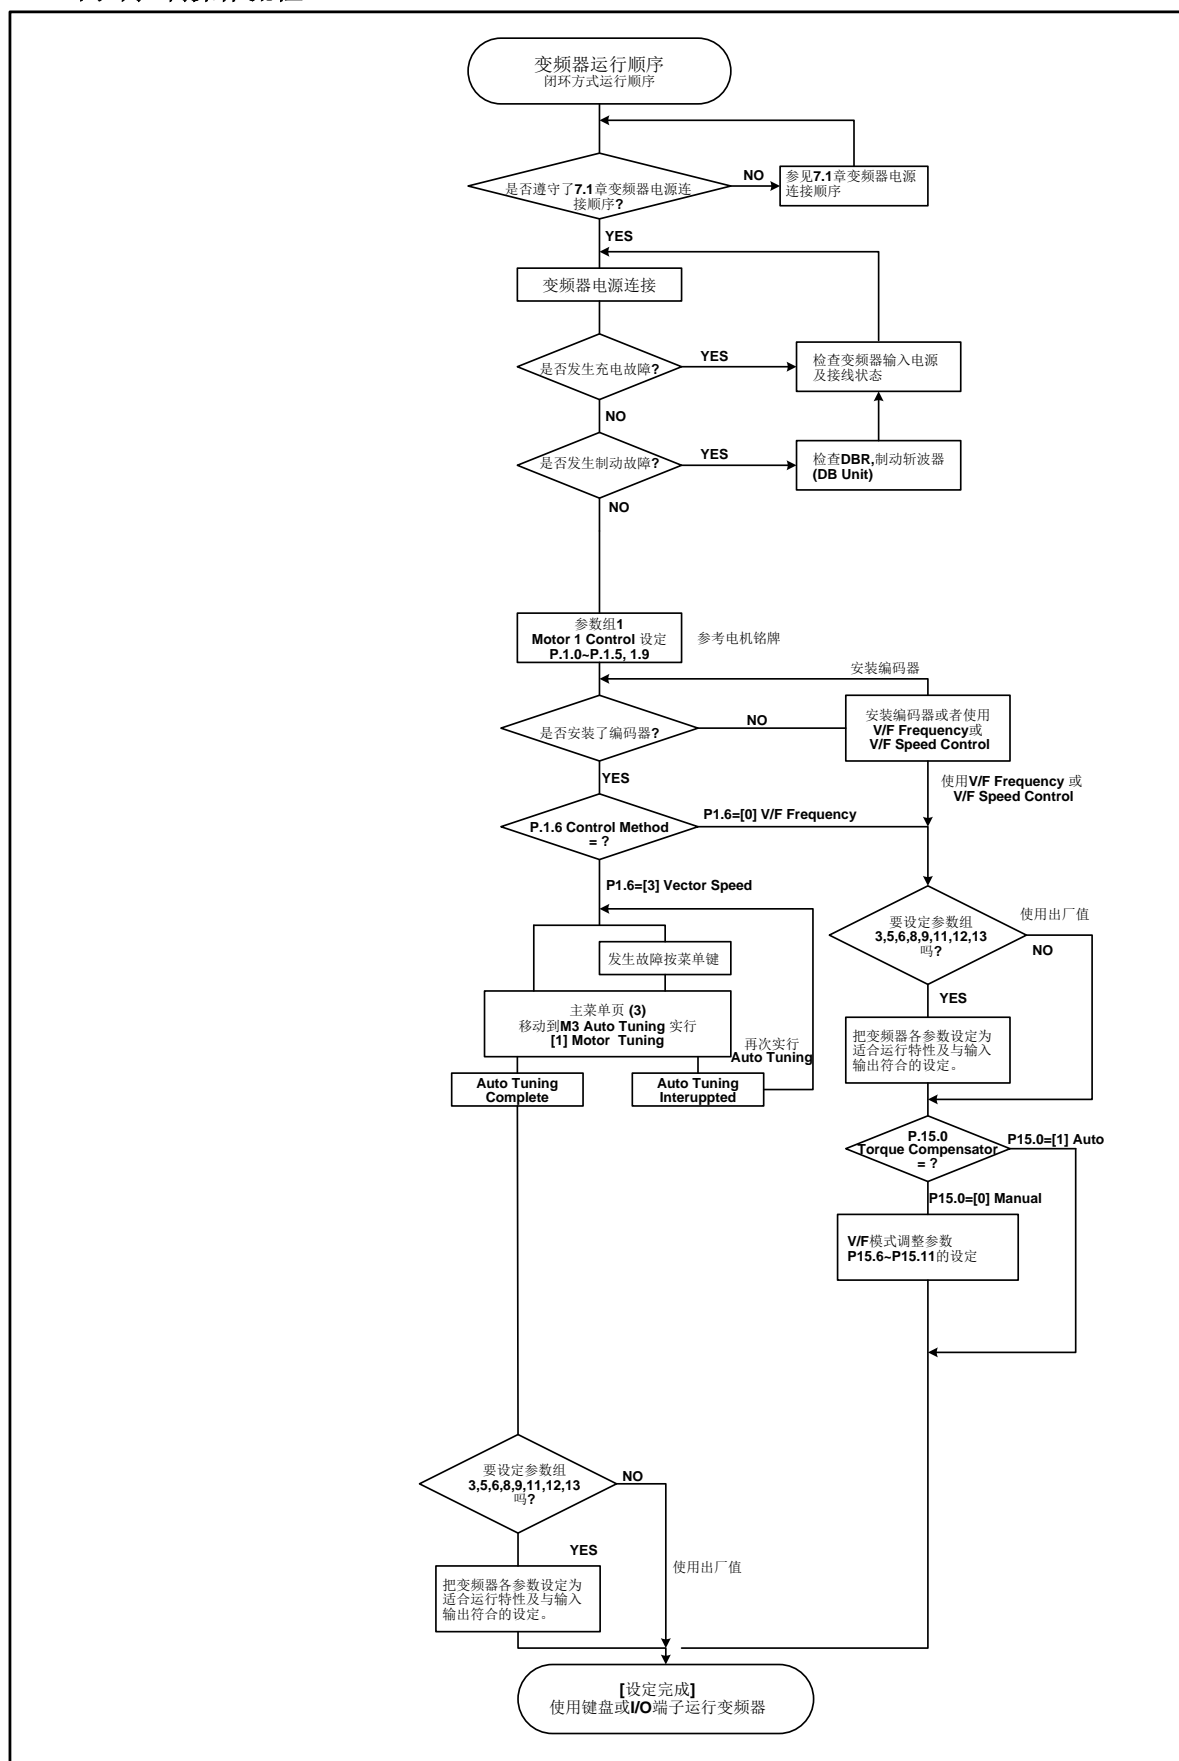 变频器运行顺序
闭环方式运行顺序
是否遵守了7.1章变频器电源连
接顺序?
NO
参见7.1章变频器电源
连接顺序
YES
变频器电源连接
是否发生充电故障?
YES
检查变频器输入电源
及接线状态
NO
是否发生制动故障?
YES
检查DBR,制动斩波器
(DB Unit)
NO
参数组1
Motor 1 Control 设定
P.1.0~P.1.5, 1.9
参考电机铭牌
安装编码器
是否安装了编码器?
NO
安装编码器或者使用
V/F Frequency或
V/F Speed Control
YES
使用V/F Frequency 或
V/F Speed Control
P.1.6 Control Method
= ?
P1.6=[0] V/F Frequency
P1.6=[3] Vector Speed
发生故障按菜单键
主菜单页 (3)
移动到M3 Auto Tuning 实行
[1] Motor Tuning
再次实行
Auto Tuning
Auto Tuning
Complete
Auto Tuning
Interuppted
要设定参数组
3,5,6,8,9,11,12,13
吗?
使用出厂值
NO
YES
把变频器各参数设定为
适合运行特性及与输入
输出符合的设定。
P.15.0
Torque Compensator
= ?
P15.0=[1] Auto
P15.0=[0] Manual
V/F模式调整参数
P15.6~P15.11的设定
要设定参数组
3,5,6,8,9,11,12,13
吗?
NO
YES
使用出厂值
把变频器各参数设定为
适合运行特性及与输入
输出符合的设定。
[设定完成]
使用键盘或I/O端子运行变频器